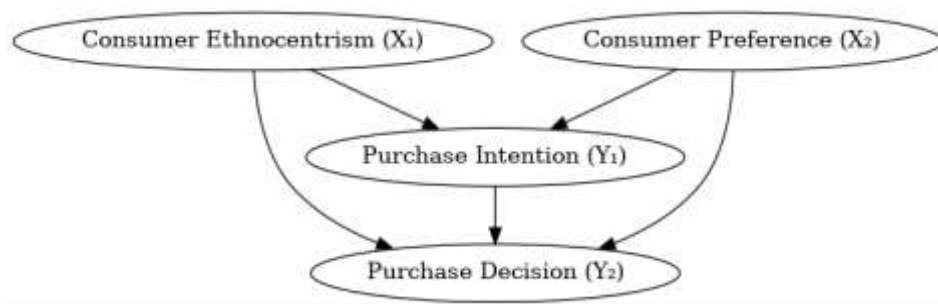 Consumer Ethnocentrism (X₁)
Consumer Preference (X₂)
Purchase Intention (Y₁)
Purchase Decision (Y₂)